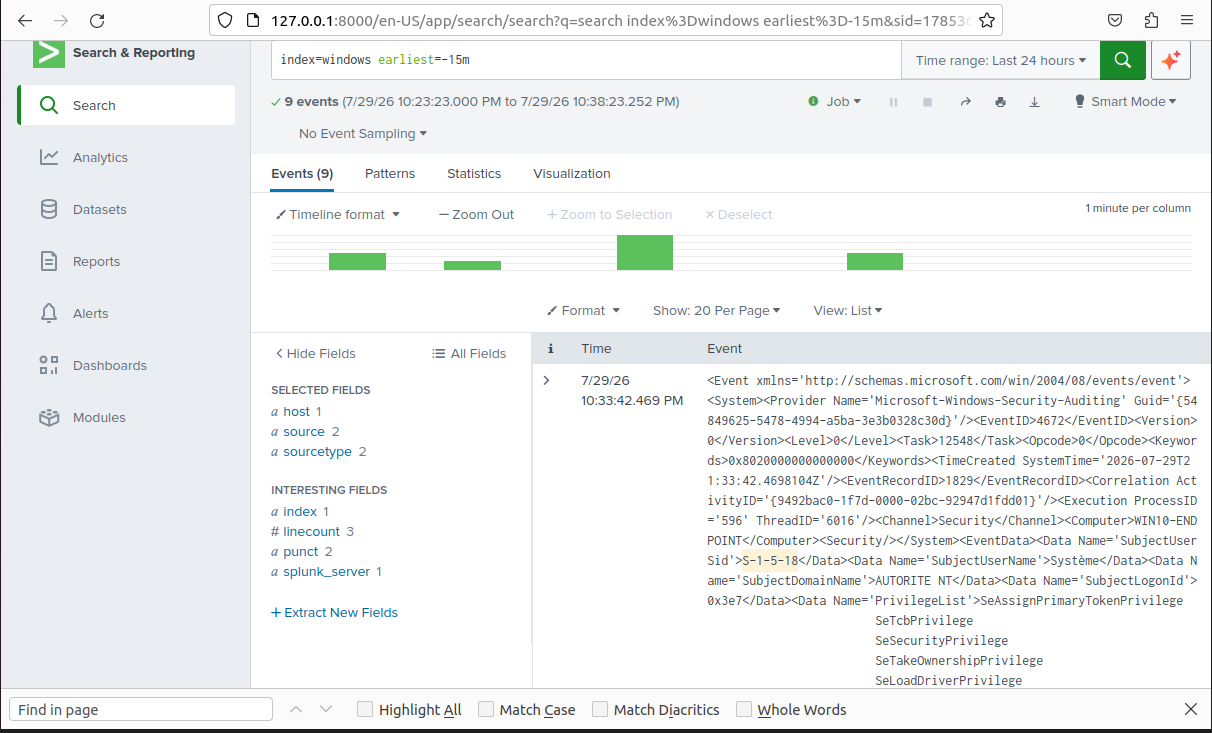 127.0.0.1:8000/en-US/app/search/search?q=search index%3Dwindows earliest%3D-15m&sid=17853
Search & Reporting
index=windows earliest=-15m
Time range: Last 24 hours
9 events (7/29/26 10:23:23.000 PM to 7/29/26 10:38:23.252 PM)
Job
Smart Mode
No Event Sampling
Search
Analytics
Datasets
Reports
Alerts
Dashboards
Modules
Events (9)
Patterns
Statistics
Visualization
Timeline format
Zoom Out
Zoom to Selection
Deselect
1 minute per column
Format
Show: 20 Per Page
View: List
Hide Fields
All Fields
SELECTED FIELDS
a host 1
a source 2
a sourcetype 2
INTERESTING FIELDS
a index 1
# linecount 3
a punct 2
a splunk_server 1
+ Extract New Fields
i
Time
Event
7/29/26
10:33:42.469 PM
<Event xmlns='http://schemas.microsoft.com/win/2004/08/events/event'>
<System><Provider Name='Microsoft-Windows-Security-Auditing' Guid='{54
849625-5478-4994-a5ba-3e3b0328c30d}'/><EventID>4672</EventID><Version>
0</Version><Level>0</Level><Task>12548</Task><Opcode>0</Opcode><Keywor
ds>0x8020000000000000</Keywords><TimeCreated SystemTime='2026-07-29T2
1:33:42.4698104Z'/><EventRecordID>1829</EventRecordID><Correlation Act
ivityID='{9492bac0-1f7d-0000-02bc-92947d1fdd01}'/><Execution ProcessID
='596' ThreadID='6016'/><Channel>Security</Channel><Computer>WIN10-END
POINT</Computer><Security/></System><EventData><Data Name='SubjectUser
Sid'>S-1-5-18</Data><Data Name='SubjectUserName'>Système</Data><Data N
ame='SubjectDomainName'>AUTORITE NT</Data><Data Name='SubjectLogonId'>
0x3e7</Data><Data Name='PrivilegeList'>SeAssignPrimaryTokenPrivilege
SeTcbPrivilege
SeSecurityPrivilege
SeTakeOwnershipPrivilege
SeLoadDriverPrivilege
Find in page
Highlight All
Match Case
Match Diacritics
Whole Words